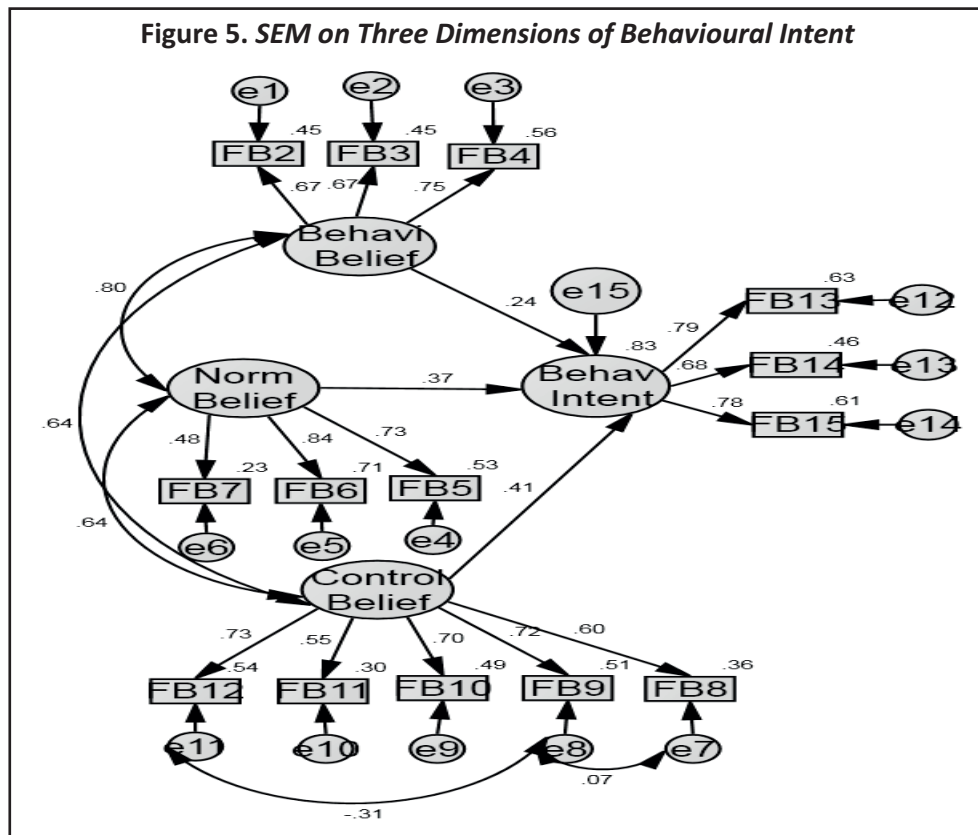 Figure 5. SEM on Three Dimensions of Behavioural Intent
e1
e2
e3
.45
.45
.56
FB2
FB3
FB4
.67
.67
.75
Behavi
Belief
.80
.24
e15
.63
FB13
e12
.79
.83
.46
Norm
Belief
.37
Behav
Intent
.68
FB14
e13
.78
.61
FB15
e14
.64
.48
.84
.73
.23
.71
.53
FB7
FB6
FB5
.41
.64
e6
e5
e4
Control
Belief
.73
.55
.70
.72
.60
.54
.30
.49
.51
.36
FB12
FB11
FB10
FB9
FB8
e11
e10
e9
e8
e7
.07
-.31